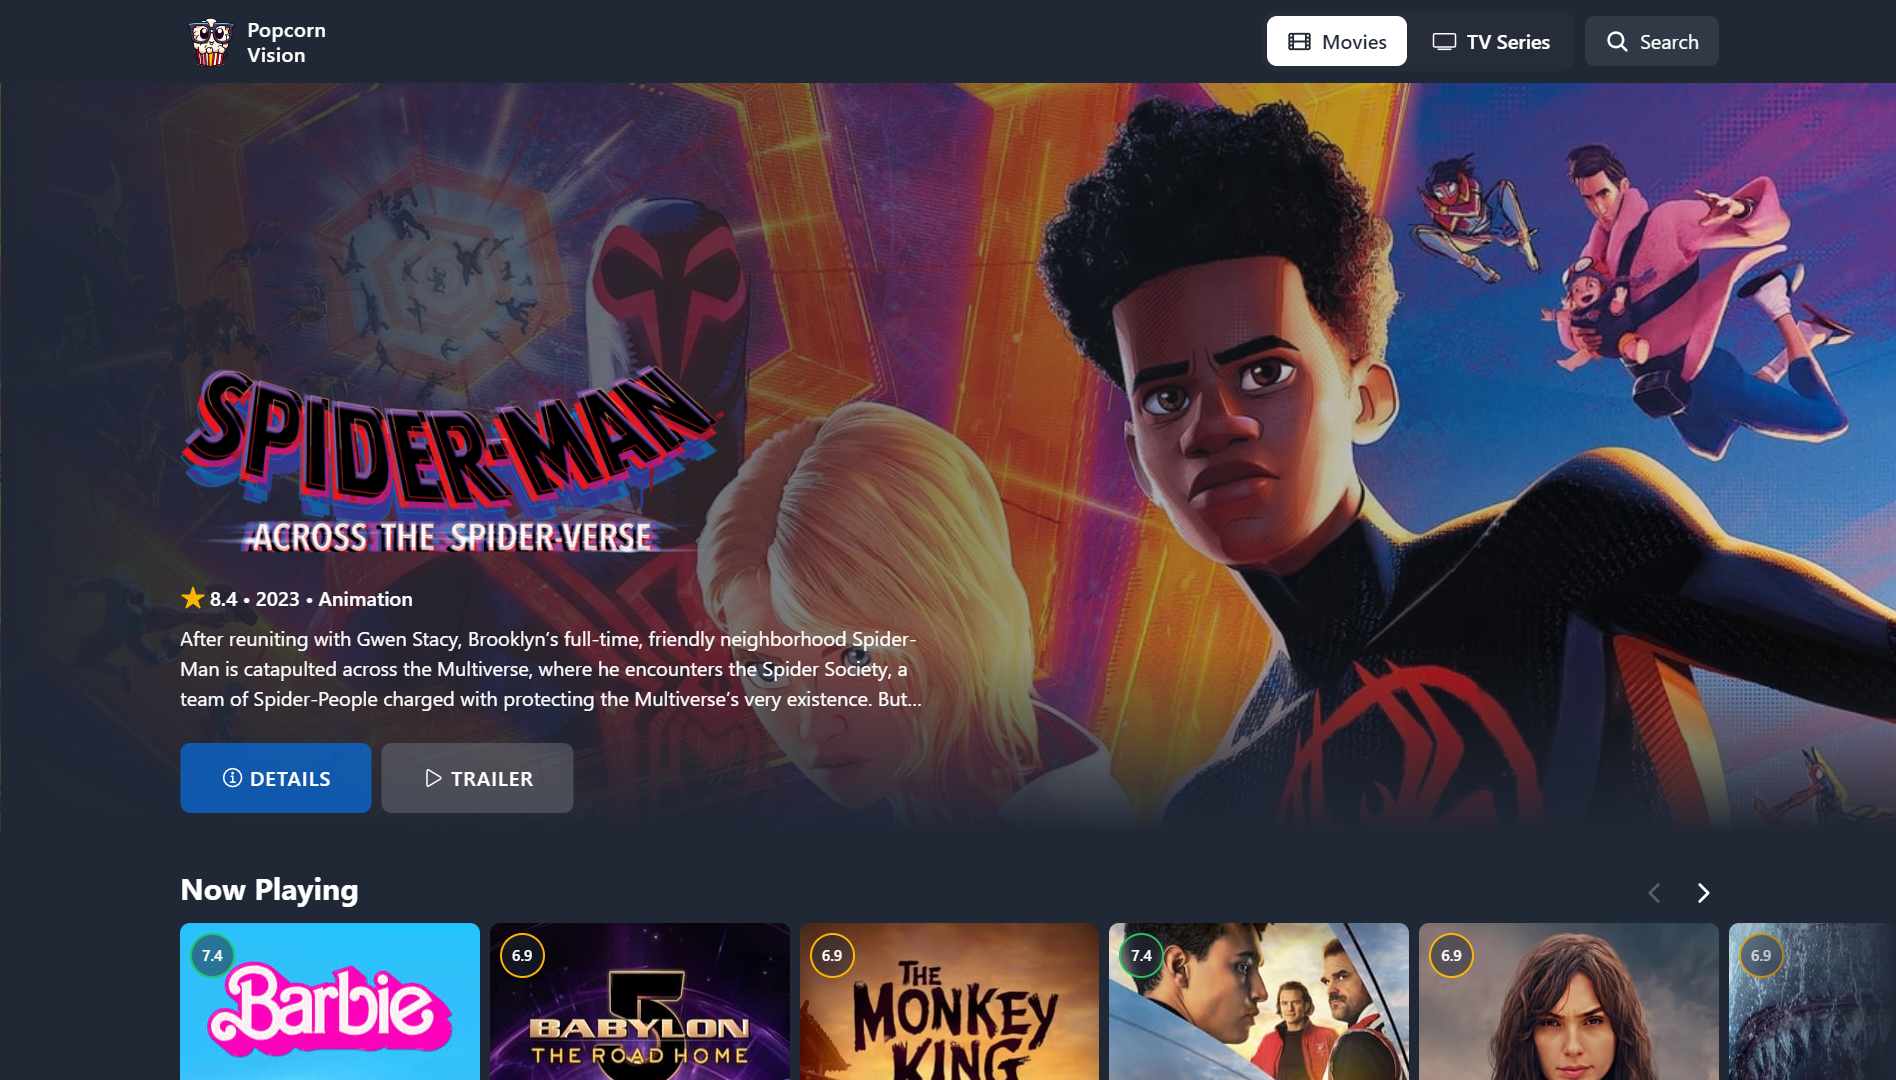 Popcorn
Vision
Movies
TV Series
Search
SPIDER-MAN
ACROSS THE SPIDER-VERSE
8.4 • 2023 • Animation
After reuniting with Gwen Stacy, Brooklyn’s full-time, friendly neighborhood Spider-
Man is catapulted across the Multiverse, where he encounters the Spider Society, a
team of Spider-People charged with protecting the Multiverse’s very existence. But...
DETAILS
TRAILER
Now Playing
7.4
6.9
6.9
7.4
6.9
6.9
Barbie
BABYLON
5
THE ROAD HOME
THE
MONKEY
KING